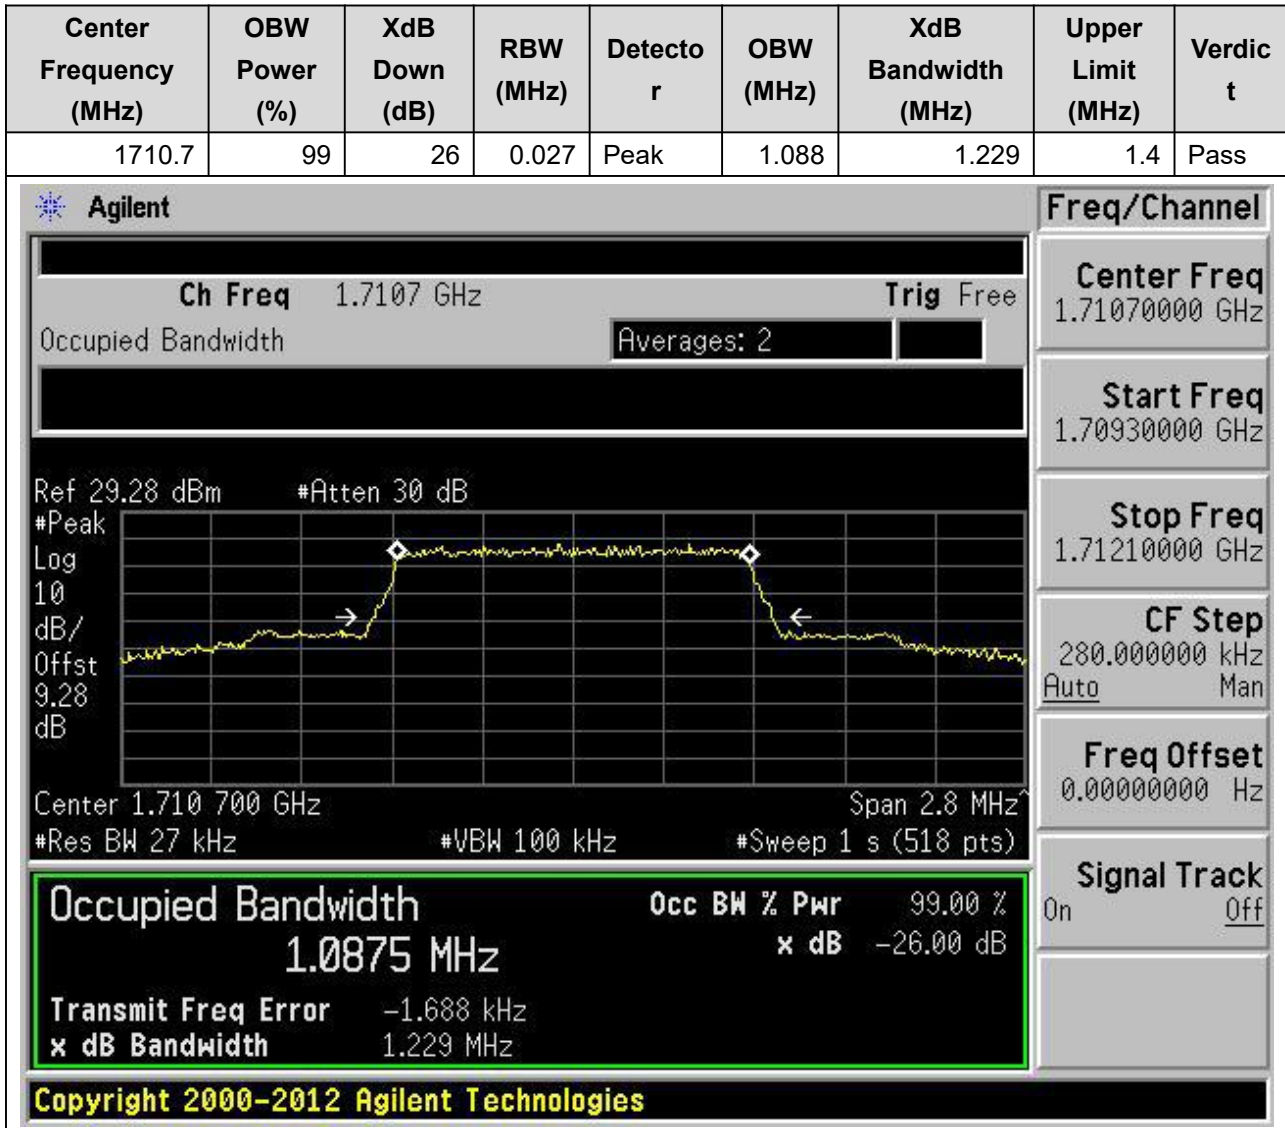 Center Frequency (MHz) OBW Power (%) XdB Down (dB) RBW (MHz) Detecto r OBW (MHz) XdB Bandwidth (MHz) Upper Limit (MHz) Verdic t
1710.7 99 26 0.027 Peak 1.088 1.229 1.4 Pass
Agilent
Ch Freq 1.7107 GHz Trig Free
Occupied Bandwidth Averages: 2
Ref 29.28 dBm #Atten 30 dB
#Peak
Log
10
dB/
Offst
9.28
dB
Center 1.710 700 GHz Span 2.8 MHz^
#Res BW 27 kHz #VBW 100 kHz #Sweep 1 s (518 pts)
Occupied Bandwidth Occ BW % Pwr 99.00 %
1.0875 MHz x dB -26.00 dB
Transmit Freq Error -1.688 kHz
x dB Bandwidth 1.229 MHz
Copyright 2000-2012 Agilent Technologies
Freq/Channel
Center Freq
1.71070000 GHz
Start Freq
1.70930000 GHz
Stop Freq
1.71210000 GHz
CF Step
280.000000 kHz
Auto Man
Freq Offset
0.00000000 Hz
Signal Track
On Off